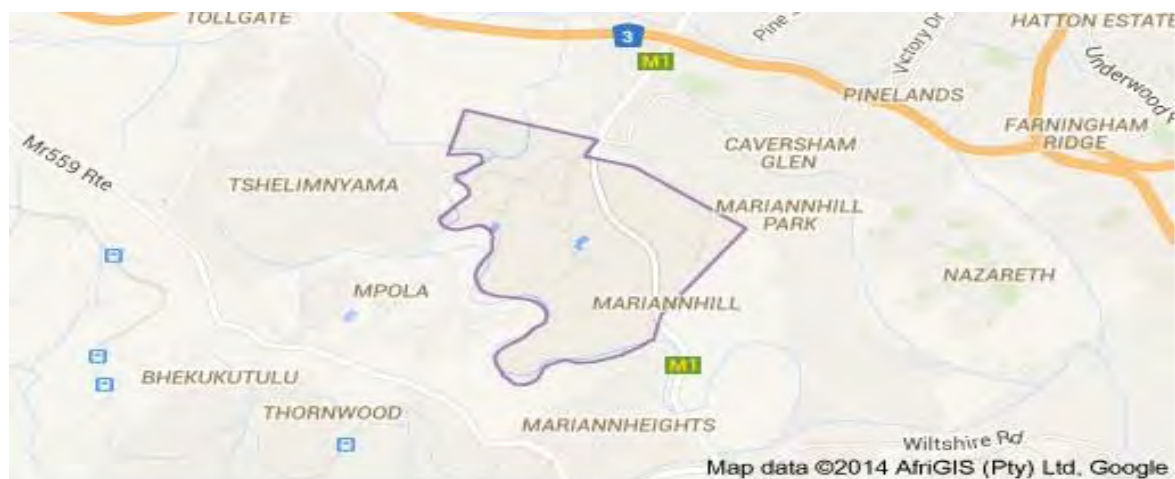 TOLLGATE
HATTON ESTATE
3
M1
Pine
Victory Dr
Underwood
PINELANDS
FARNINGHAM
RIDGE
CAVERSHAM
GLEN
Mr559 Rte
TSHELIMNYAMA
MARIANNHILL
PARK
NAZARETH
MPOLA
MARIANNHILL
M1
BHEKUKUTULU
THORNWOOD
MARIANNHEIGHTS
Wiltshire Rd
Map data ©2014 AfriGIS (Pty) Ltd, Google